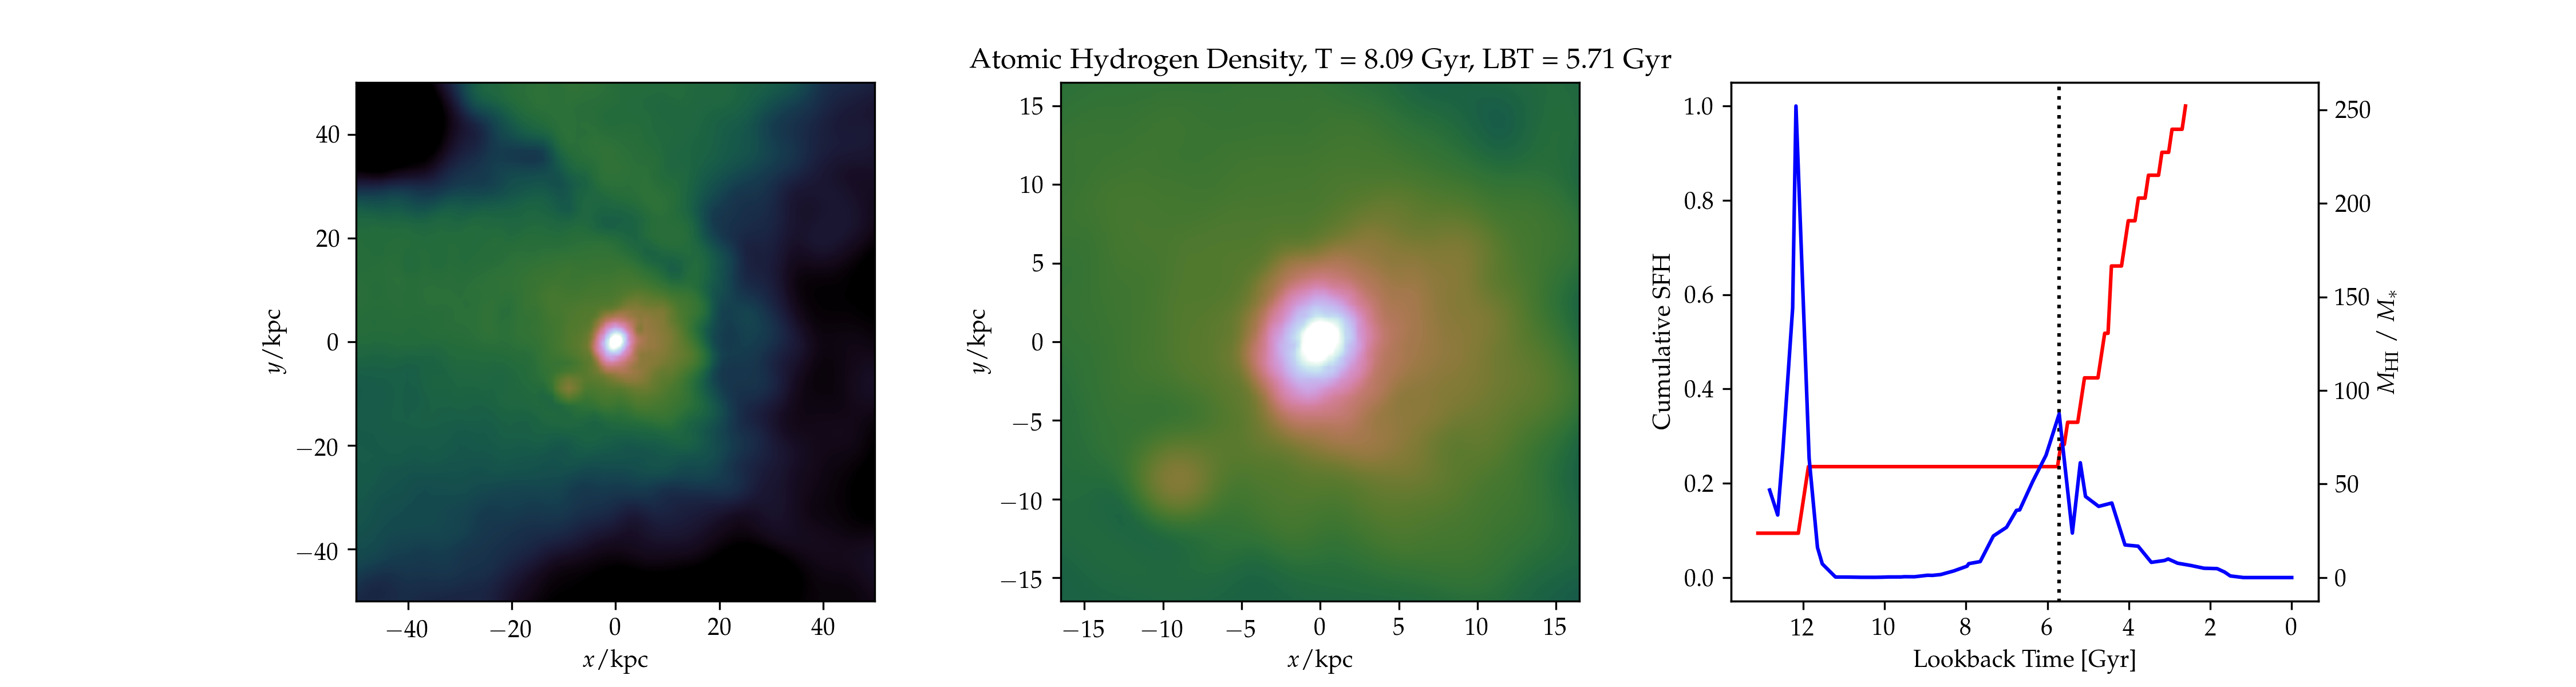 Atomic Hydrogen Density, T = 8.09 Gyr, LBT = 5.71 Gyr
40
20
0
−20
−40
y/kpc
−40 −20 0 20 40
x/kpc
15
10
5
0
−5
−10
−15
y/kpc
−15 −10 −5 0 5 10 15
x/kpc
1.0
0.8
0.6
0.4
0.2
0.0
Cumulative SFH
250
200
150
100
50
0
M_HI / M_*
12 10 8 6 4 2 0
Lookback Time [Gyr]